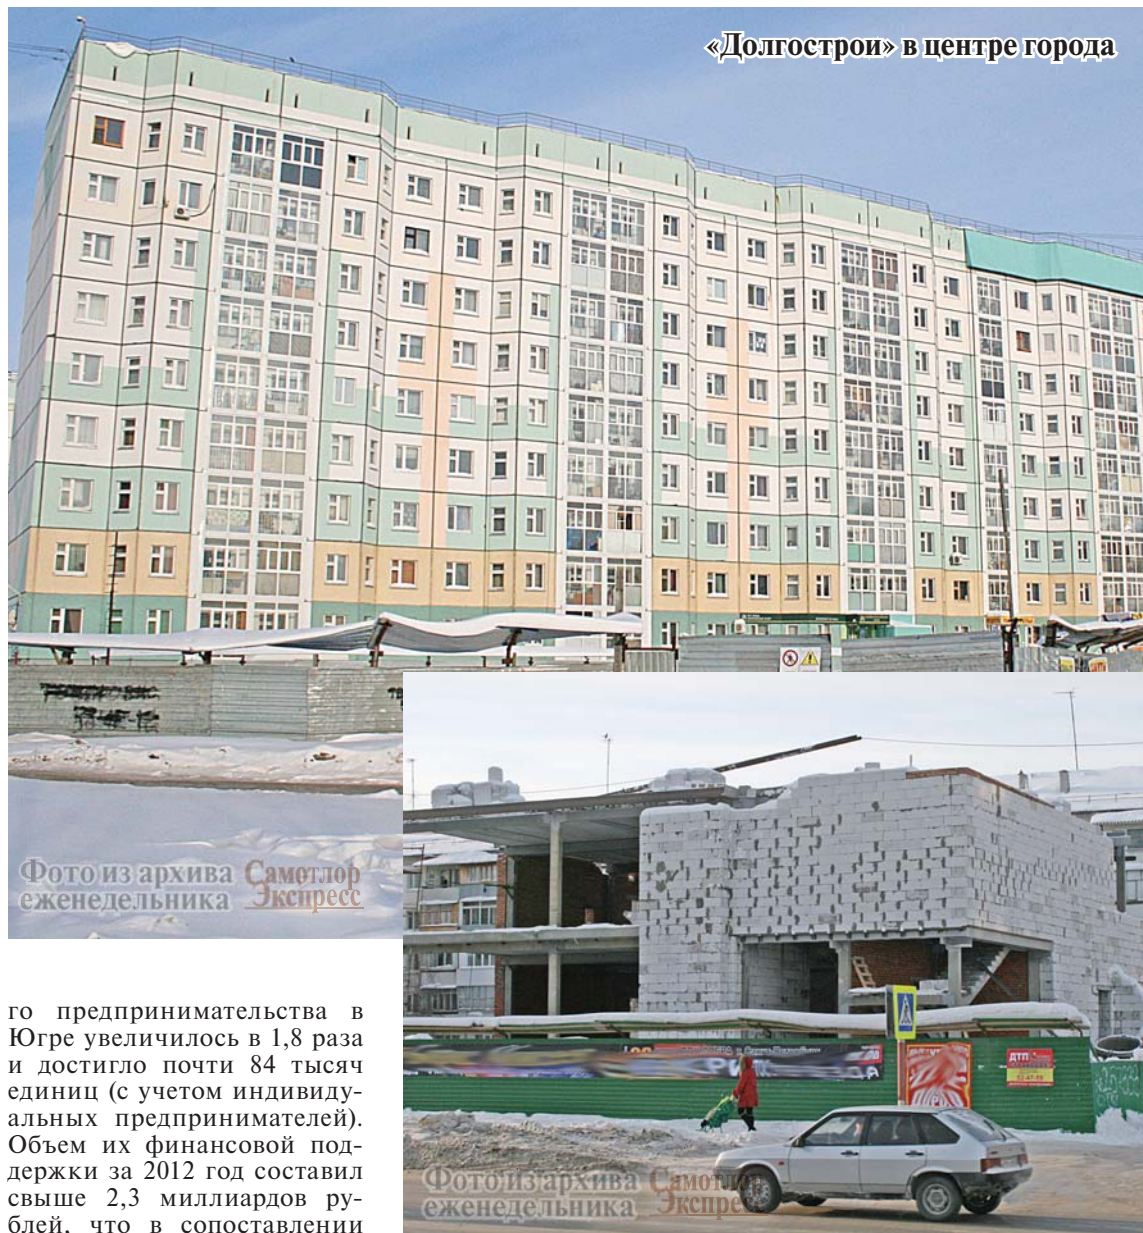 «Долгострои» в центре города
Фото из архива Самотлор
еженедельника Экспресс
го предпринимательства в
Югре увеличилось в 1,8 раза
и достигло почти 84 тысяч
единиц (с учетом индивиду-
альных предпринимателей).
Объем их финансовой под-
держки за 2012 год составил
свыше 2,3 миллиардов ру-
блей, что в сопоставлении
ДТП
Фото из архива Самотлор
еженедельника Экспресс